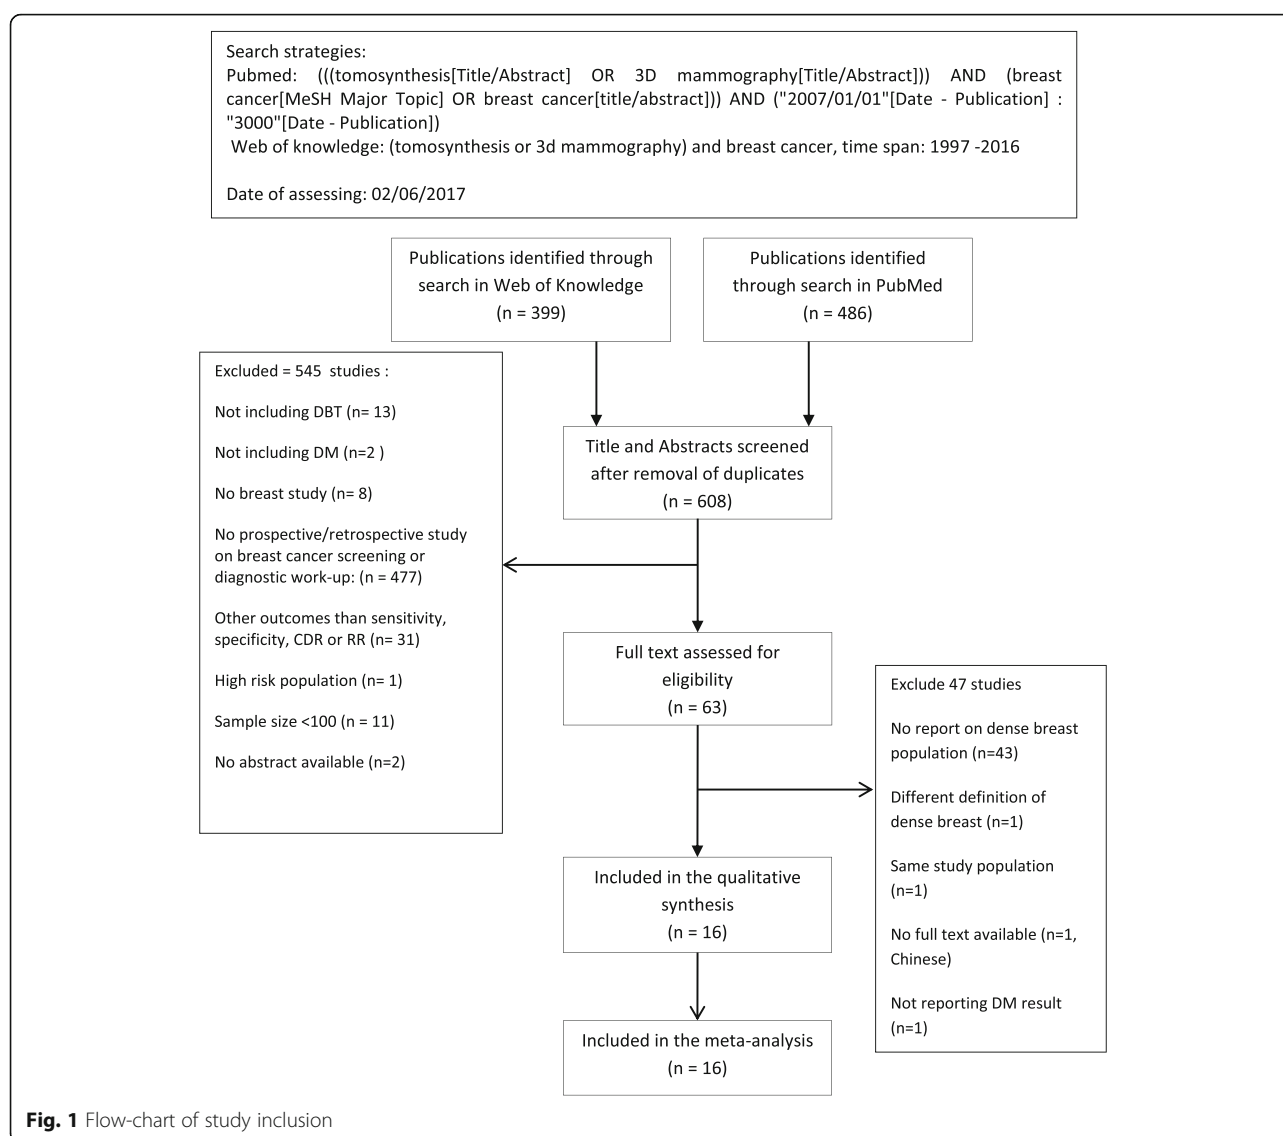 Search strategies:
Pubmed: (((tomosynthesis[Title/Abstract] OR 3D mammography[Title/Abstract])) AND (breast
cancer[MeSH Major Topic] OR breast cancer[title/abstract])) AND ("2007/01/01"[Date - Publication] :
"3000"[Date - Publication])
Web of knowledge: (tomosynthesis or 3d mammography) and breast cancer, time span: 1997 -2016
Date of assessing: 02/06/2017
Publications identified through
search in Web of Knowledge
(n = 399)
Publications identified
through search in PubMed
(n = 486)
Excluded = 545 studies :
Not including DBT (n= 13)
Not including DM (n=2 )
No breast study (n= 8)
No prospective/retrospective study
on breast cancer screening or
diagnostic work-up: (n = 477)
Other outcomes than sensitivity,
specificity, CDR or RR (n= 31)
High risk population (n= 1)
Sample size <100 (n = 11)
No abstract available (n=2)
Title and Abstracts screened
after removal of duplicates
(n = 608)
Full text assessed for
eligibility
(n = 63)
Exclude 47 studies
No report on dense breast
population (n=43)
Different definition of
dense breast (n=1)
Same study population
(n=1)
No full text available (n=1,
Chinese)
Not reporting DM result
(n=1)
Included in the qualitative
synthesis
(n = 16)
Included in the meta-analysis
(n = 16)
Fig. 1 Flow-chart of study inclusion